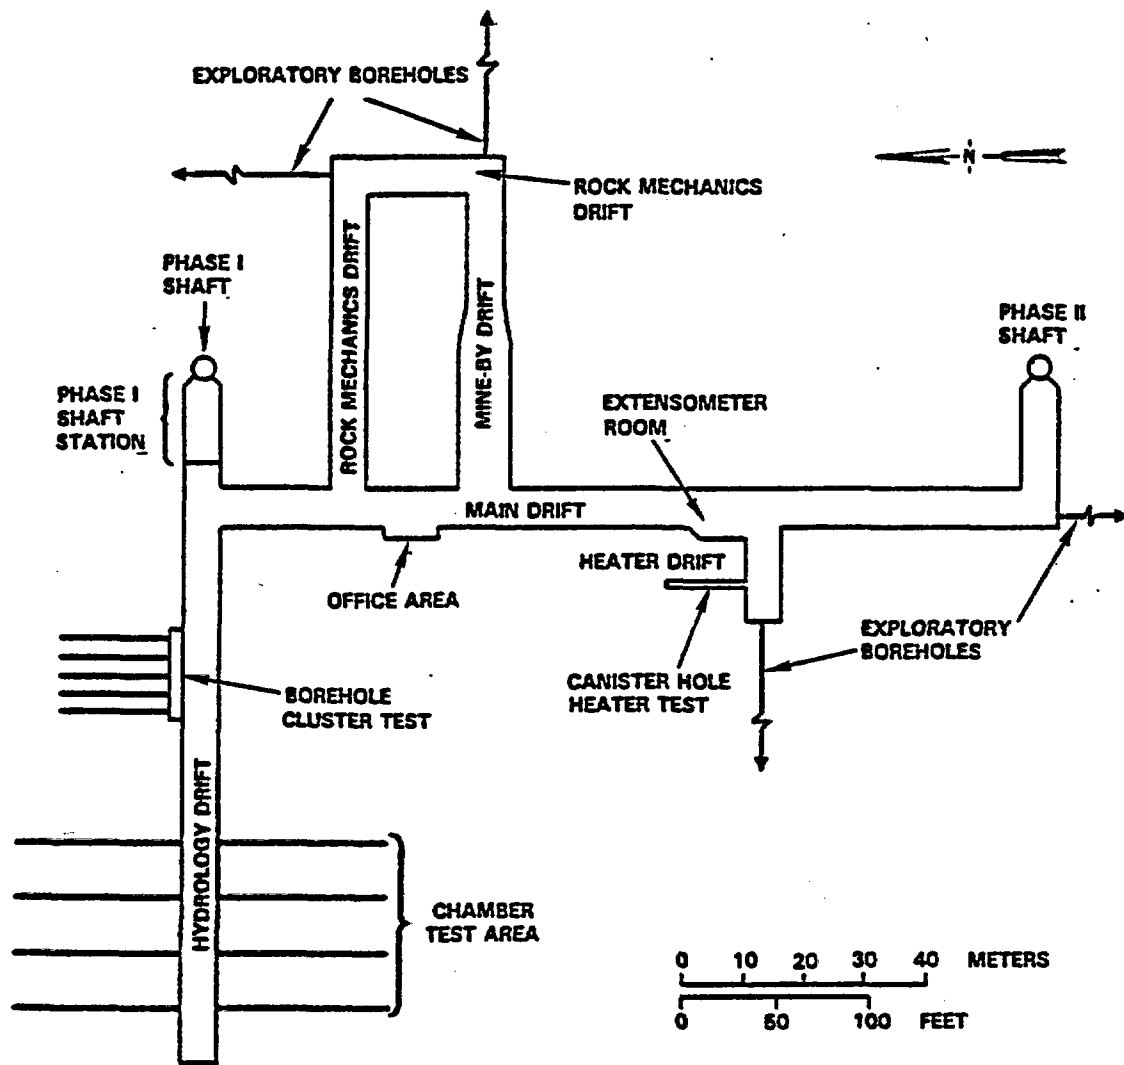 EXPLORATORY BOREHOLES
N
ROCK MECHANICS
DRIFT
PHASE I
SHAFT
ROCK MECHANICS DRIFT
MINE-BY DRIFT
PHASE II
SHAFT
PHASE I
SHAFT
STATION
EXTENSOMETER
ROOM
MAIN DRIFT
HEATER DRIFT
OFFICE AREA
EXPLORATORY
BOREHOLES
CANISTER HOLE
HEATER TEST
BOREHOLE
CLUSTER TEST
HYDROLOGY DRIFT
CHAMBER
TEST AREA
0 10 20 30 40 METERS
0 50 100 FEET